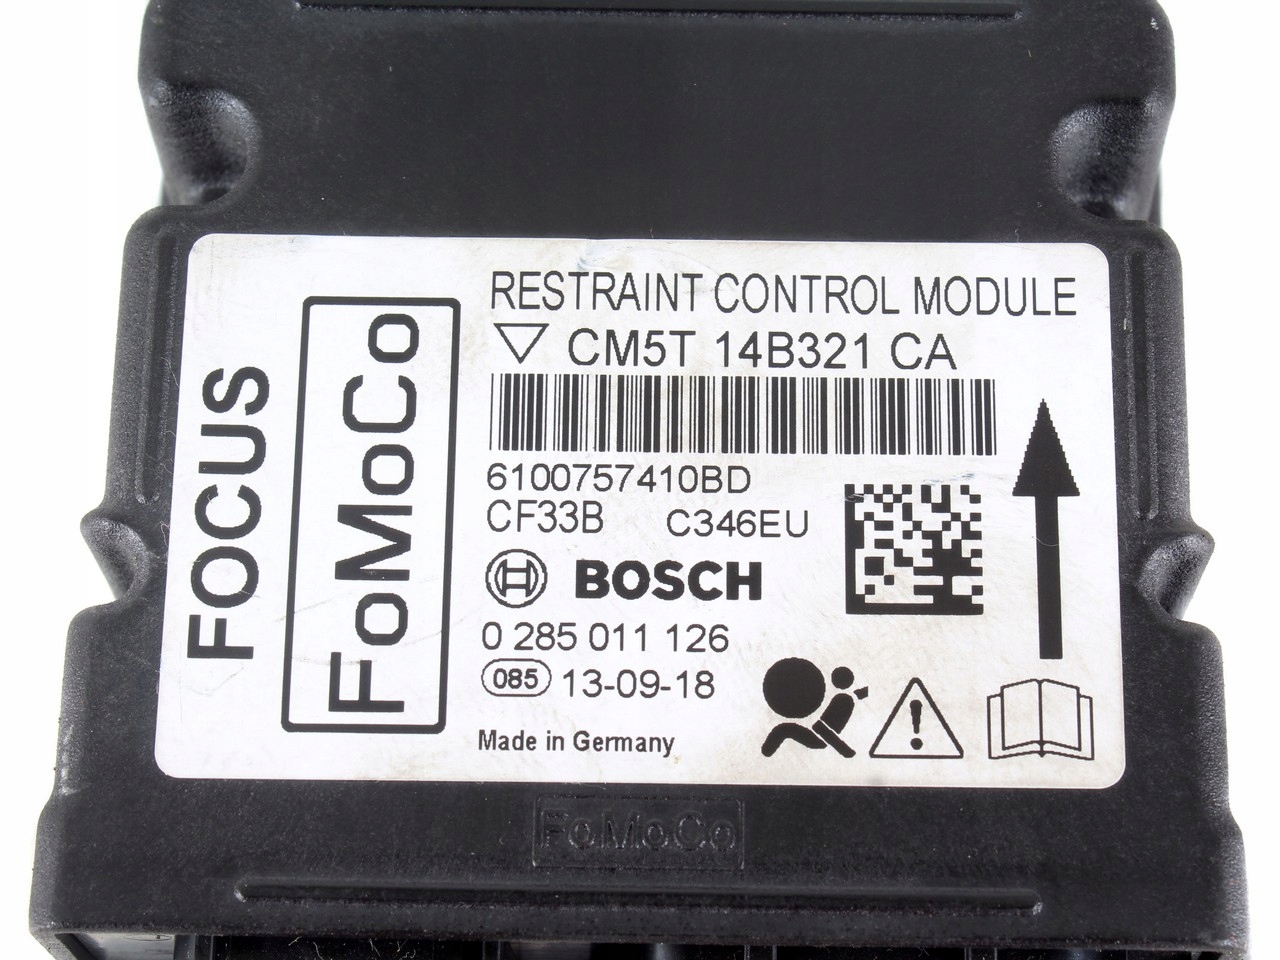 FOCUS
FoMoCo
RESTRAINT CONTROL MODULE
CM5T 14B321 CA
6100757410BD
CF33B C346EU
BOSCH
0 285 011 126
085 13-09-18
Made in Germany
FoMoCo